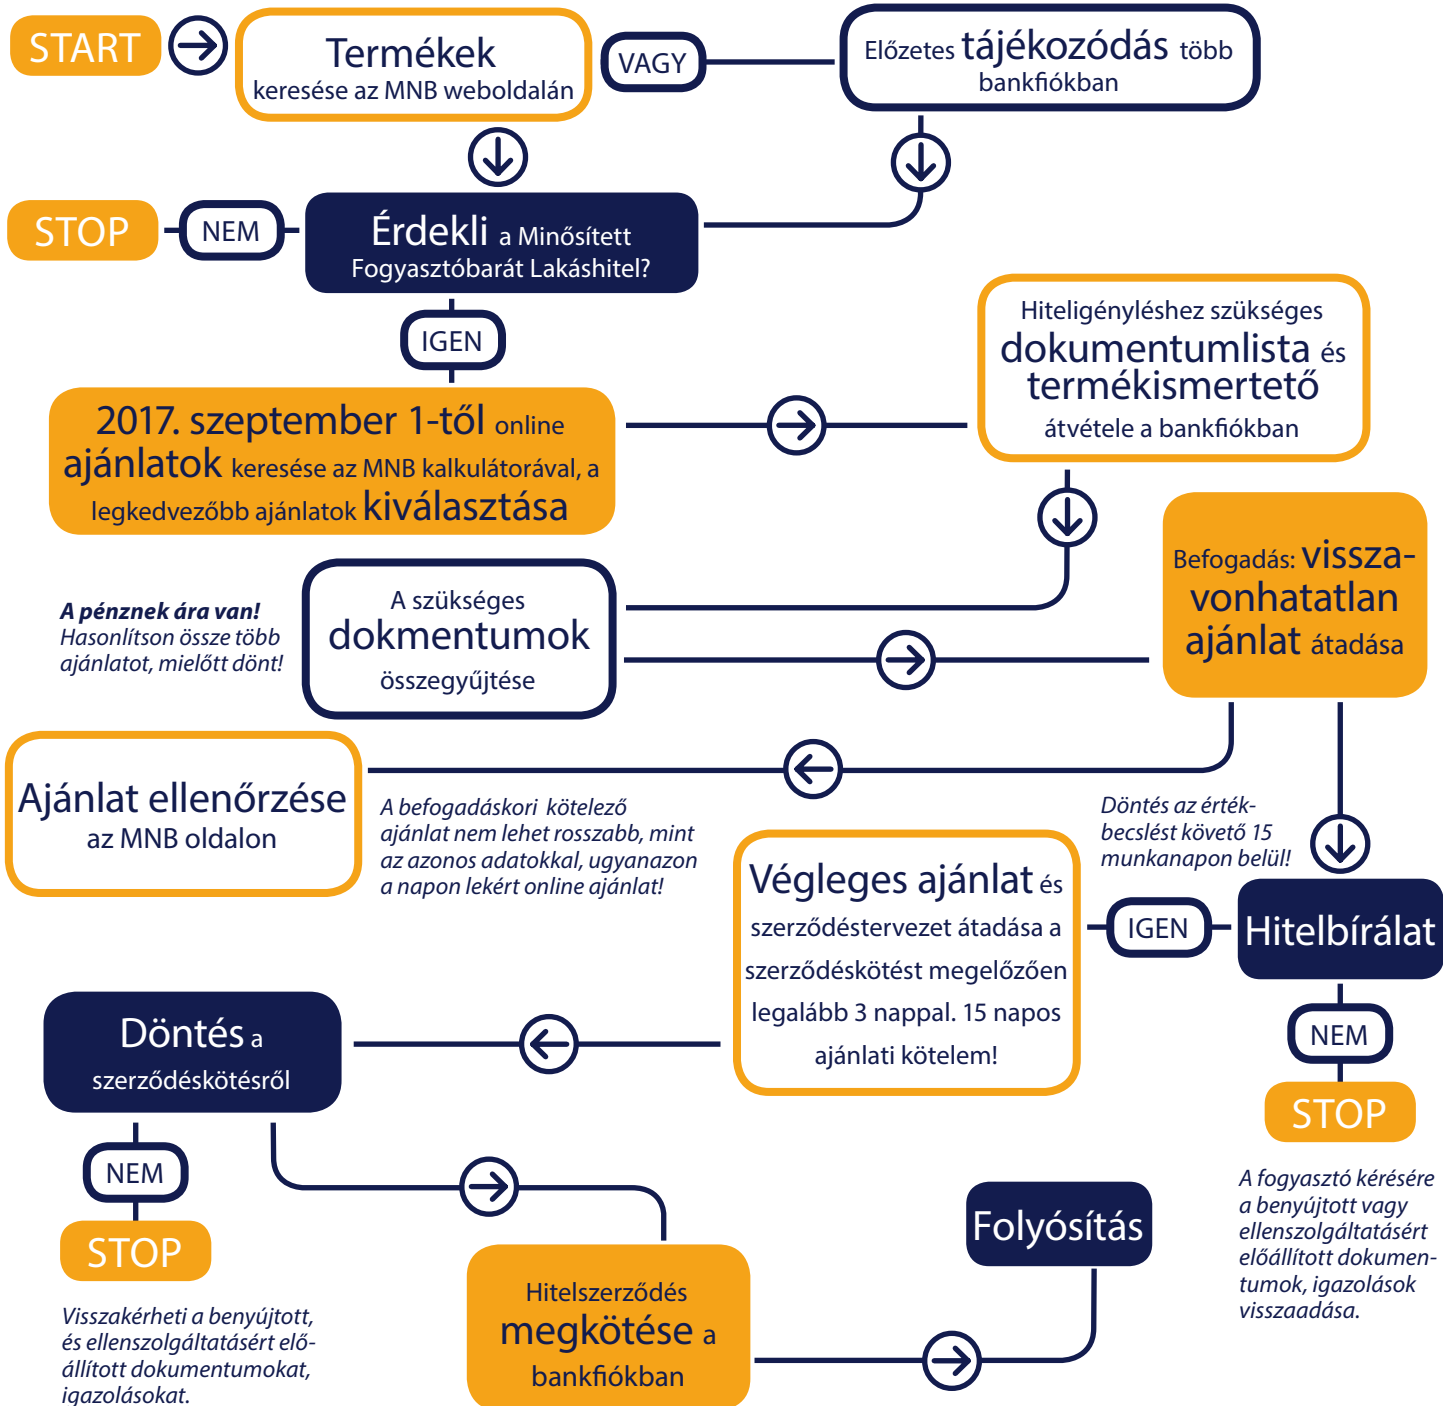 START
Termékek
keresése az MNB weboldalán
VAGY
Előzetes tájékozódás több
bankfiókban
STOP
NEM
Érdekli a Minősített
Fogyasztóbarát Lakáshitel?
IGEN
2017. szeptember 1-től online
ajánlatok keresése az MNB kalkulátorával, a
legkedvezőbb ajánlatok kiválasztása
Hiteligényléshez szükséges
dokumentumlista és
termékismertető
átvétele a bankfiókban
A pénznek ára van!
Hasonlítson össze több
ajánlatot, mielőtt dönt!
A szükséges
dokmentumok
összegyűjtése
Befogadás: vissza-
vonhatatlan
ajánlat átadása
Ajánlat ellenőrzése
az MNB oldalon
A befogadáskori kötelező
ajánlat nem lehet rosszabb, mint
az azonos adatokkal, ugyanazon
a napon lekért online ajánlat!
Döntés az érték-
becslést követő 15
munkanapon belül!
Végleges ajánlat és
szerződéstervezet átadása a
szerződéskötést megelőzően
legalább 3 nappal. 15 napos
ajánlati kötelem!
IGEN
Hitelbírálat
NEM
STOP
A fogyasztó kérésére
a benyújtott vagy
ellenszolgáltatásért
előállított dokumen-
tumok, igazolások
visszaadása.
Döntés a
szerződéskötésről
NEM
STOP
Visszakérheti a benyújtott,
és ellenszolgáltatásért elő-
állított dokumentumokat,
igazolásokat.
Hitelszerződés
megkötése a
bankfiókban
Folyósítás